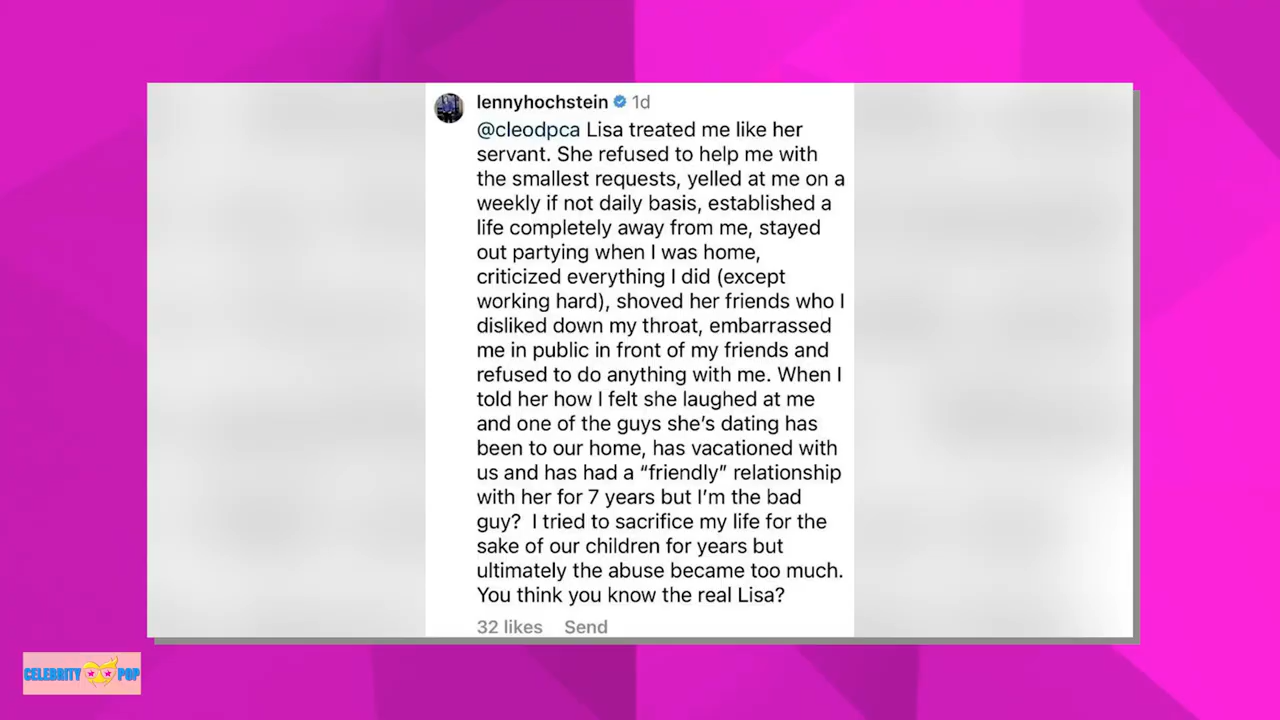 lennyhochstein 1d
@cleodpca Lisa treated me like her
servant. She refused to help me with
the smallest requests, yelled at me on a
weekly if not daily basis, established a
life completely away from me, stayed
out partying when I was home,
criticized everything I did (except
working hard), shoved her friends who I
disliked down my throat, embarrassed
me in public in front of my friends and
refused to do anything with me. When I
told her how I felt she laughed at me
and one of the guys she’s dating has
been to our home, has vacationed with
us and has had a “friendly” relationship
with her for 7 years but I’m the bad
guy?  I tried to sacrifice my life for the
sake of our children for years but
ultimately the abuse became too much.
You think you know the real Lisa?
32 likes Send
CELEBRITY POP